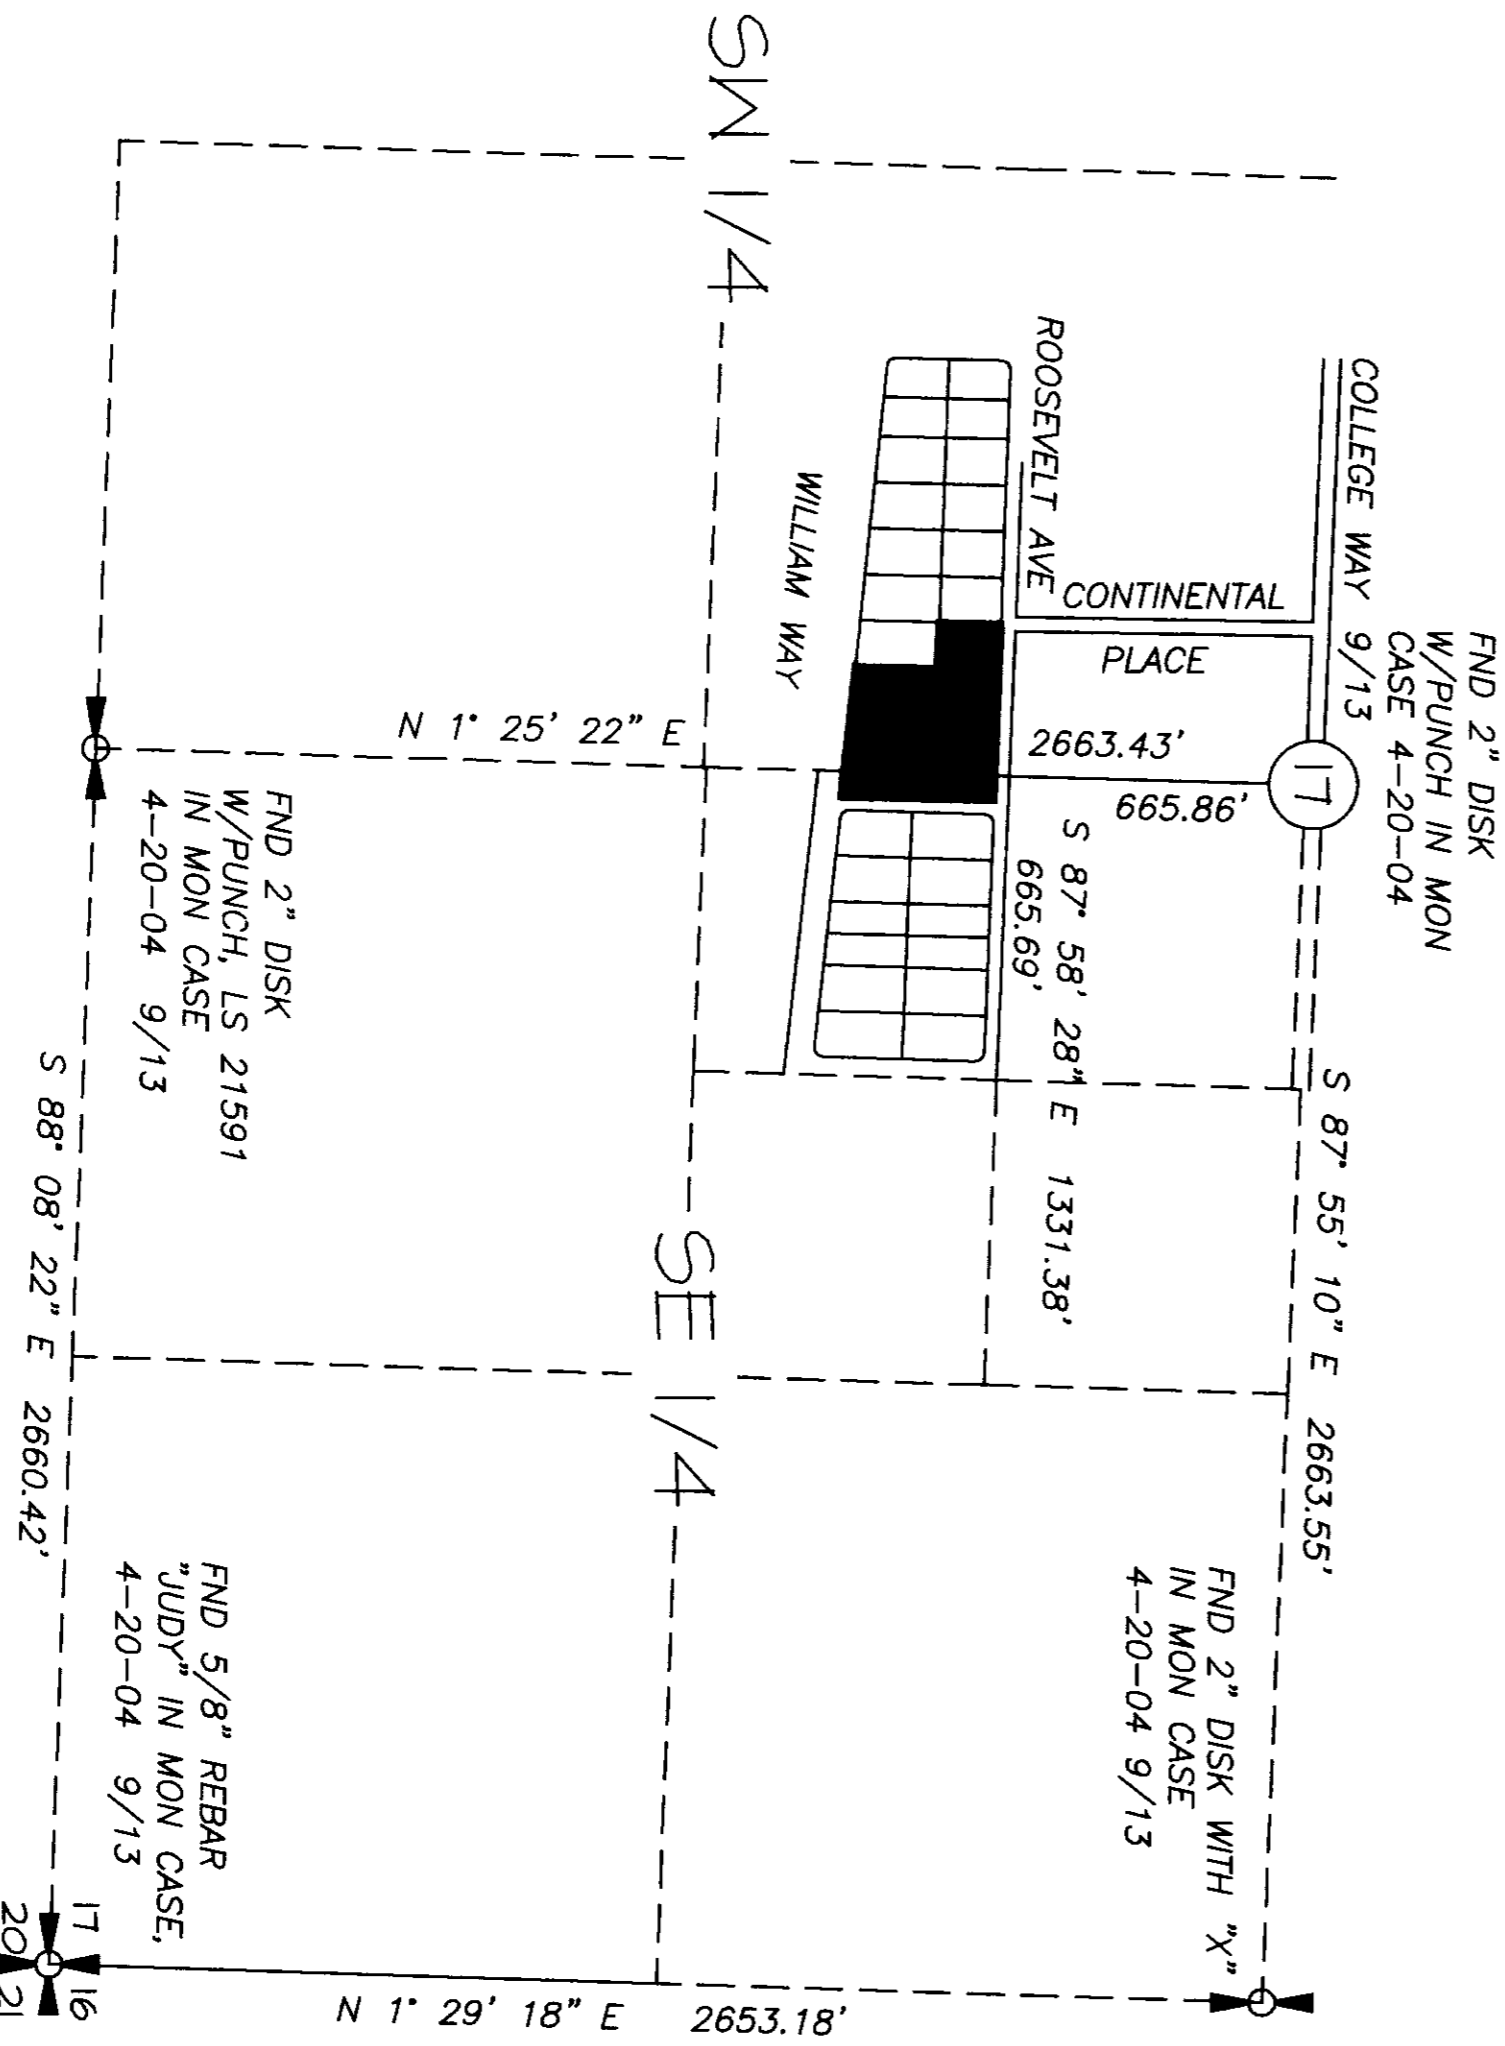 FND 2" DISK
W/PUNCH IN MON
CASE 4-20-04
COLLEGE WAY 9/13
17
S 87° 55' 10" E 2663.55'
FND 2" DISK WITH "X"
IN MON CASE
4-20-04 9/13
CONTINENTAL
PLACE
2663.43'
665.86'
ROOSEVELT AVE
S 87° 58' 28" E 1331.38'
665.69'
WILLIAM WAY
SW 1/4
SE 1/4
N 1° 25' 22" E
FND 2" DISK
W/PUNCH, LS 21591
IN MON CASE
4-20-04 9/13
FND 5/8" REBAR
"JUDY" IN MON CASE,
4-20-04 9/13
S 88° 08' 22" E 2660.42'
N 1° 29' 18" E 2653.18'
17 16
20 21